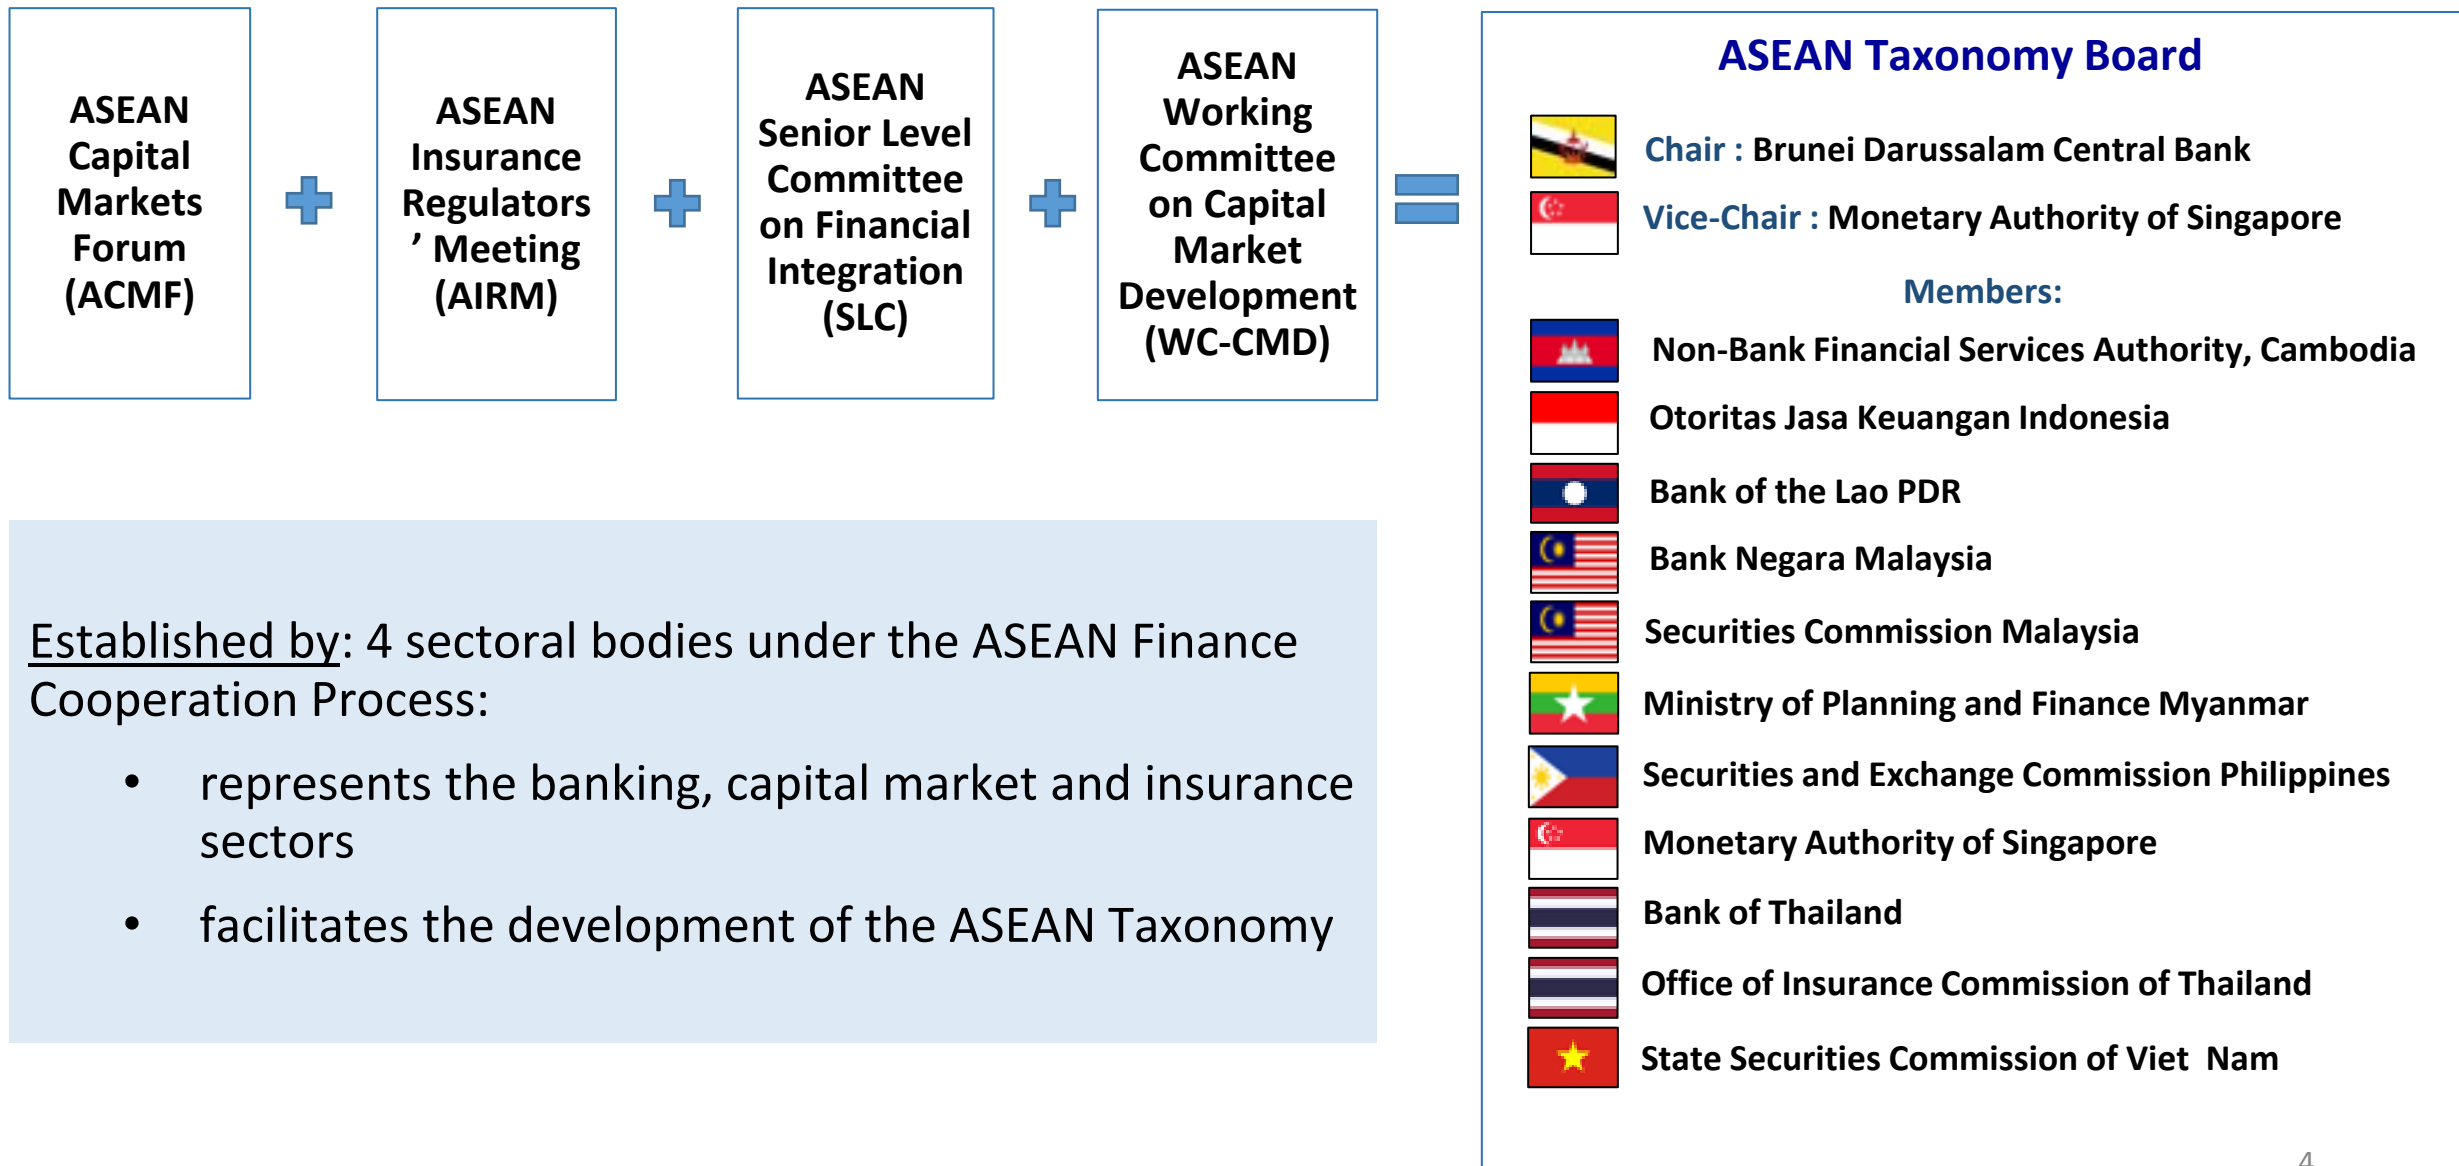 ASEAN
Capital
Markets
Forum
(ACMF)
ASEAN
Insurance
Regulators
’ Meeting
(AIRM)
ASEAN
Senior Level
Committee
on Financial
Integration
(SLC)
ASEAN
Working
Committee
on Capital
Market
Development
(WC-CMD)
Established by: 4 sectoral bodies under the ASEAN Finance
Cooperation Process:
• represents the banking, capital market and insurance
sectors
• facilitates the development of the ASEAN Taxonomy
ASEAN Taxonomy Board
Chair : Brunei Darussalam Central Bank
Vice-Chair : Monetary Authority of Singapore
Members:
Non-Bank Financial Services Authority, Cambodia
Otoritas Jasa Keuangan Indonesia
Bank of the Lao PDR
Bank Negara Malaysia
Securities Commission Malaysia
Ministry of Planning and Finance Myanmar
Securities and Exchange Commission Philippines
Monetary Authority of Singapore
Bank of Thailand
Office of Insurance Commission of Thailand
State Securities Commission of Viet  Nam
4